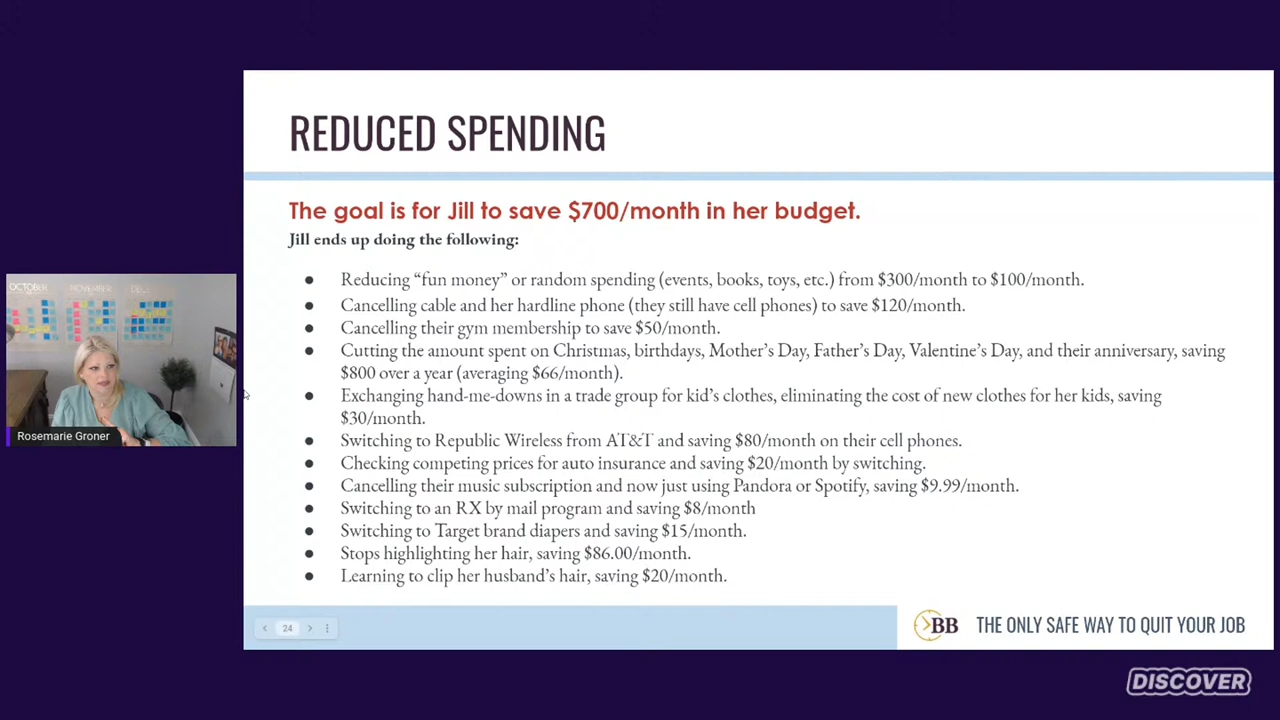 REDUCED SPENDING
The goal is for Jill to save $700/month in her budget.
Jill ends up doing the following:
● Reducing “fun money” or random spending (events, books, toys, etc.) from $300/month to $100/month.
● Cancelling cable and her hardline phone (they still have cell phones) to save $120/month.
● Cancelling their gym membership to save $50/month.
● Cutting the amount spent on Christmas, birthdays, Mother’s Day, Father’s Day, Valentine’s Day, and their anniversary, saving
$800 over a year (averaging $66/month).
● Exchanging hand-me-downs in a trade group for kid’s clothes, eliminating the cost of new clothes for her kids, saving
$30/month.
● Switching to Republic Wireless from AT&T and saving $80/month on their cell phones.
● Checking competing prices for auto insurance and saving $20/month by switching.
● Cancelling their music subscription and now just using Pandora or Spotify, saving $9.99/month.
● Switching to an RX by mail program and saving $8/month
● Switching to Target brand diapers and saving $15/month.
● Stops highlighting her hair, saving $86.00/month.
● Learning to clip her husband’s hair, saving $20/month.
OCTOBER NOVEMBER DEC
Rosemarie Groner
24
BB THE ONLY SAFE WAY TO QUIT YOUR JOB
DISCOVER